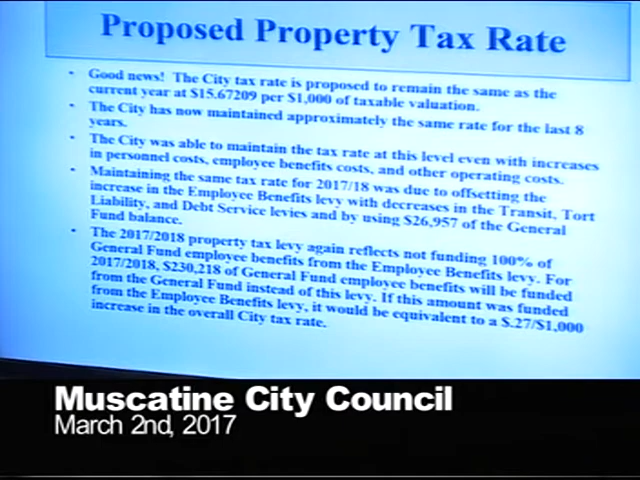 Proposed Property Tax Rate
• Good news! The City tax rate is proposed to remain the same as the
current year at $15.67209 per $1,000 of taxable valuation.
• The City has now maintained approximately the same rate for the last 8
years.
• The City was able to maintain the tax rate at this level even with increases
in personnel costs, employee benefits costs, and other operating costs.
• Maintaining the same tax rate for 2017/18 was due to offsetting the
increase in the Employee Benefits levy with decreases in the Transit, Tort
Liability, and Debt Service levies and by using $26,957 of the General
Fund balance.
• The 2017/2018 property tax levy again reflects not funding 100% of
General Fund employee benefits from the Employee Benefits levy. For
2017/2018, $230,218 of General Fund employee benefits will be funded
from the General Fund instead of this levy. If this amount was funded
from the Employee Benefits levy, it would be equivalent to a $.27/$1,000
increase in the overall City tax rate.
Muscatine City Council
March 2nd, 2017